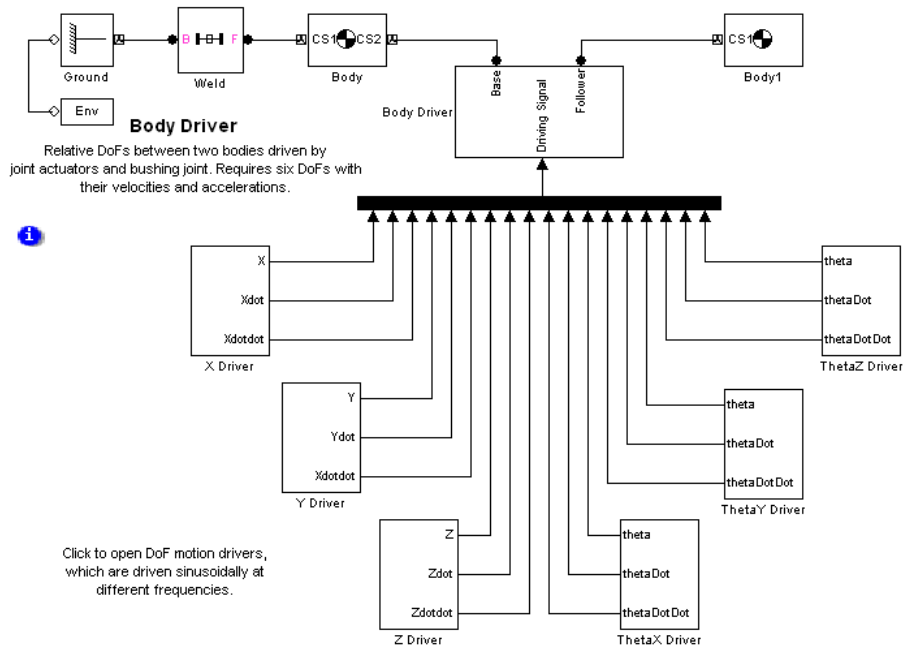 B F
CS1 CS2
CS1
Ground
Weld
Body
Body1
Env
Base
Follower
Driving Signal
Body Driver
Body Driver
Relative DoFs between two bodies driven by
joint actuators and bushing joint. Requires six DoFs with
their velocities and accelerations.
i
X
Xdot
Xdotdot
X Driver
theta
thetaDot
thetaDotDot
ThetaZ Driver
Y
Ydot
Xdotdot
Y Driver
theta
thetaDot
thetaDotDot
ThetaY Driver
Click to open DoF motion drivers,
which are driven sinusoidally at
different frequencies.
Z
Zdot
Zdotdot
Z Driver
theta
thetaDot
thetaDotDot
ThetaX Driver